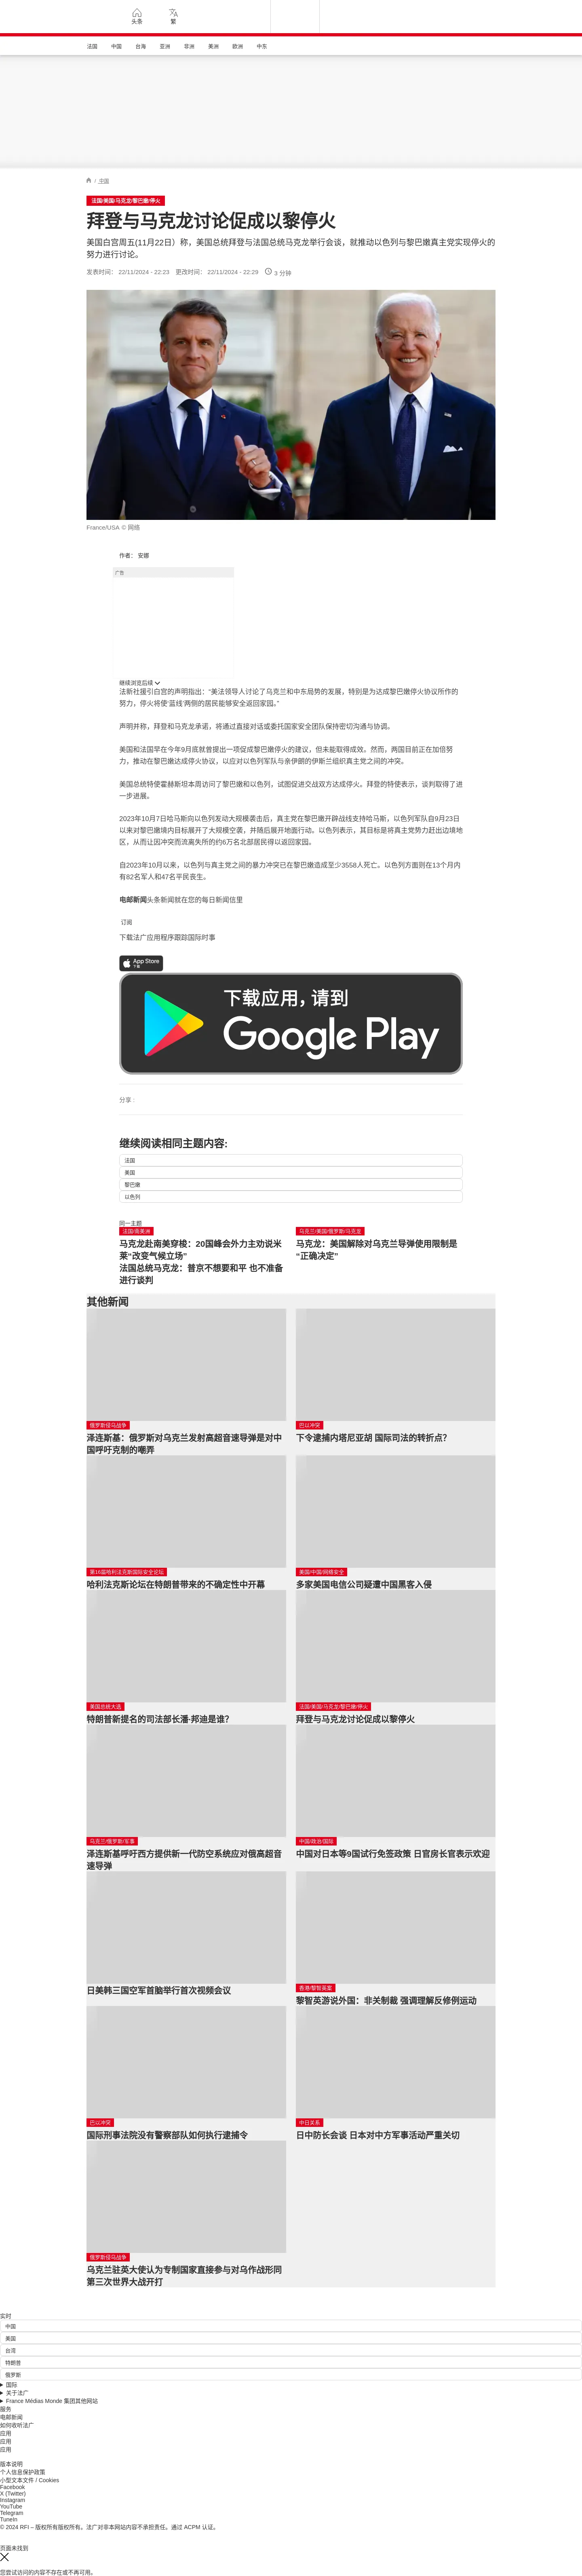 头条
繁
法国
中国
台海
亚洲
非洲
美洲
欧洲
中东
/ 中国
法国/美国/马克龙/黎巴嫩/停火
拜登与马克龙讨论促成以黎停火
美国白宫周五(11月22日）称，美国总统拜登与法国总统马克龙举行会谈，就推动以色列与黎巴嫩真主党实现停火的
努力进行讨论。
发表时间： 22/11/2024 - 22:23 更改时间： 22/11/2024 - 22:29 3 分钟
France/USA © 网络
作者： 安娜
广告
继续浏览后续
法新社援引白宫的声明指出：“美法领导人讨论了乌克兰和中东局势的发展，特别是为达成黎巴嫩停火协议所作的
努力，停火将使‘蓝线’两侧的居民能够安全返回家园。”
声明并称，拜登和马克龙承诺，将通过直接对话或委托国家安全团队保持密切沟通与协调。
美国和法国早在今年9月底就曾提出一项促成黎巴嫩停火的建议，但未能取得成效。然而，两国目前正在加倍努
力，推动在黎巴嫩达成停火协议，以应对以色列军队与亲伊朗的伊斯兰组织真主党之间的冲突。
美国总统特使霍赫斯坦本周访问了黎巴嫩和以色列，试图促进交战双方达成停火。拜登的特使表示，谈判取得了进
一步进展。
2023年10月7日哈马斯向以色列发动大规模袭击后，真主党在黎巴嫩开辟战线支持哈马斯，以色列军队自9月23日
以来对黎巴嫩境内目标展开了大规模空袭，并随后展开地面行动。以色列表示，其目标是将真主党势力赶出边境地
区，从而让因冲突而流离失所的约6万名北部居民得以返回家园。
自2023年10月以来，以色列与真主党之间的暴力冲突已在黎巴嫩造成至少3558人死亡。以色列方面则在13个月内
有82名军人和47名平民丧生。
电邮新闻头条新闻就在您的每日新闻信里
订阅
下载法广应用程序跟踪国际时事
App Store
下载
下载应用，请到
Google Play
分享 :
继续阅读相同主题内容:
法国
美国
黎巴嫩
以色列
同一主题
法国/南美洲
马克龙赴南美穿梭：20国峰会外力主劝说米
莱“改变气候立场”
法国总统马克龙：普京不想要和平 也不准备
进行谈判
乌克兰/美国/俄罗斯/马克龙
马克龙：美国解除对乌克兰导弹使用限制是
“正确决定”
其他新闻
俄罗斯侵乌战争
泽连斯基：俄罗斯对乌克兰发射高超音速导弹是对中
国呼吁克制的嘲弄
巴以冲突
下令逮捕内塔尼亚胡 国际司法的转折点？
第16届哈利法克斯国际安全论坛
哈利法克斯论坛在特朗普带来的不确定性中开幕
美国/中国/网络安全
多家美国电信公司疑遭中国黑客入侵
美国总统大选
特朗普新提名的司法部长潘·邦迪是谁？
法国/美国/马克龙/黎巴嫩/停火
拜登与马克龙讨论促成以黎停火
乌克兰/俄罗斯/军事
泽连斯基呼吁西方提供新一代防空系统应对俄高超音
速导弹
中国/政治/国际
中国对日本等9国试行免签政策 日官房长官表示欢迎
日美韩三国空军首脑举行首次视频会议
香港/黎智英案
黎智英游说外国：非关制裁 强调理解反修例运动
巴以冲突
国际刑事法院没有警察部队如何执行逮捕令
中日关系
日中防长会谈 日本对中方军事活动严重关切
俄罗斯侵乌战争
乌克兰驻英大使认为专制国家直接参与对乌作战形同
第三次世界大战开打
实时
中国
美国
台湾
特朗普
俄罗斯
国际
关于法广
France Médias Monde 集团其他网站
服务
电邮新闻
如何收听法广
应用
应用
应用
版本说明
个人信息保护政策
小型文本文件 / Cookies
Facebook
X (Twitter)
Instagram
YouTube
Telegram
TuneIn
© 2024 RFI – 版权所有版权所有。法广对非本网站内容不承担责任。通过 ACPM 认证。
页面未找到
您尝试访问的内容不存在或不再可用。